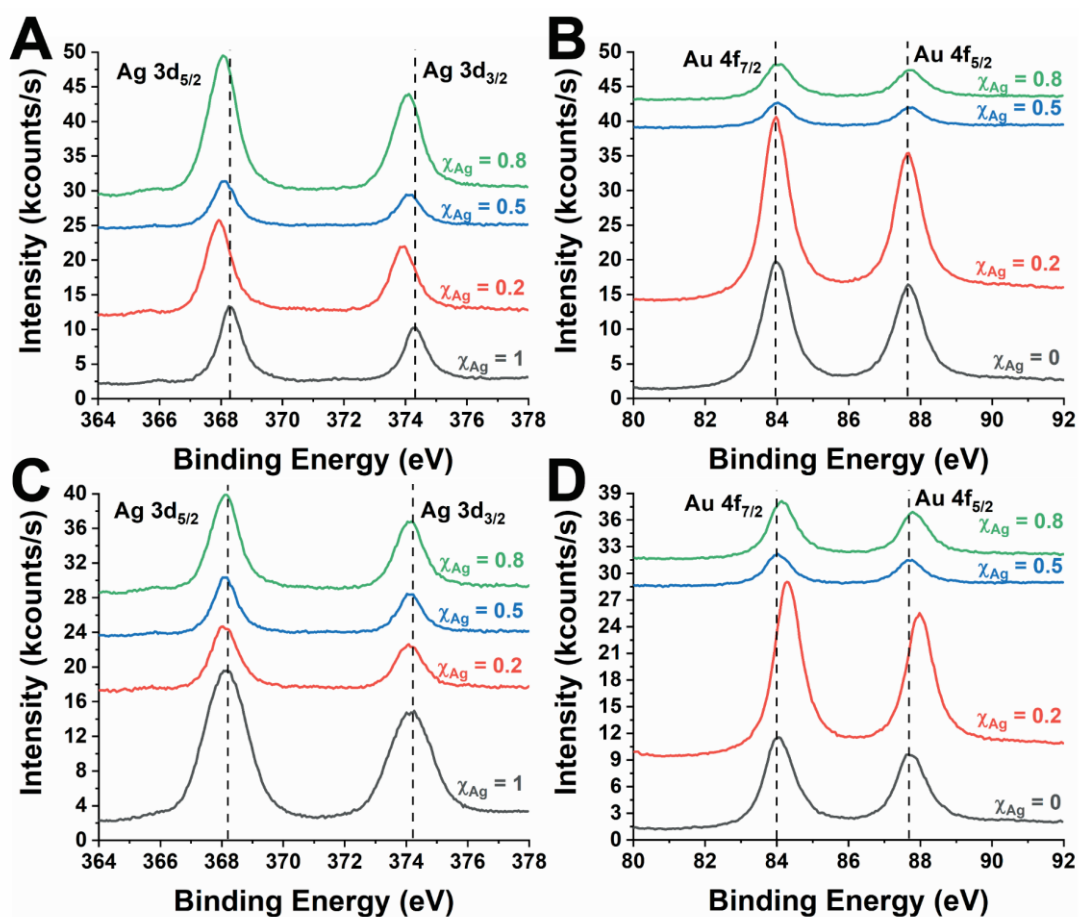 A
Ag 3d5/2
Ag 3d3/2
χAg = 0.8
χAg = 0.5
χAg = 0.2
χAg = 1
50
45
40
35
30
25
20
15
10
5
0
364 366 368 370 372 374 376 378
Intensity (kcounts/s)
Binding Energy (eV)
B
Au 4f7/2
Au 4f5/2
χAg = 0.8
χAg = 0.5
χAg = 0.2
χAg = 0
50
45
40
35
30
25
20
15
10
5
0
80 82 84 86 88 90 92
Intensity (kcounts/s)
Binding Energy (eV)
C
Ag 3d5/2
Ag 3d3/2
χAg = 0.8
χAg = 0.5
χAg = 0.2
χAg = 1
40
36
32
28
24
20
16
12
8
4
0
364 366 368 370 372 374 376 378
Intensity (kcounts/s)
Binding Energy (eV)
D
Au 4f7/2
Au 4f5/2
χAg = 0.8
χAg = 0.5
χAg = 0.2
χAg = 0
39
36
33
30
27
24
21
18
15
12
9
6
3
0
80 82 84 86 88 90 92
Intensity (kcounts/s)
Binding Energy (eV)